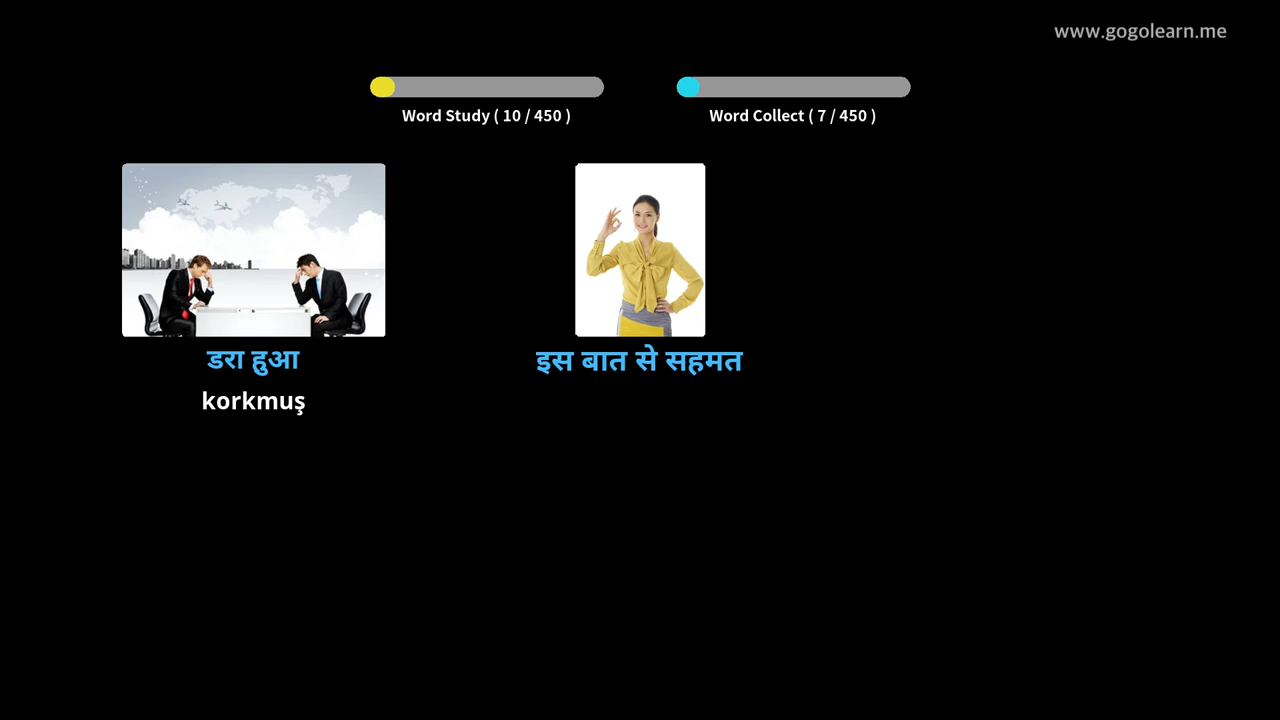 www.gogolearn.me
Word Study ( 10 / 450 )
Word Collect ( 7 / 450 )
डरा हुआ
korkmuş
इस बात से सहमत